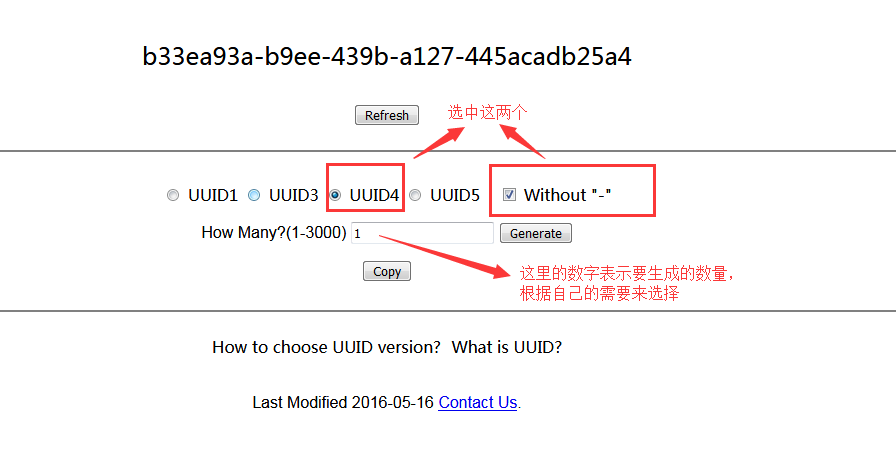 b33ea93a-b9ee-439b-a127-445acadb25a4
Refresh
选中这两个
UUID1 UUID3 UUID4 UUID5 Without "-"
How Many?(1-3000) 1 Generate
Copy
这里的数字表示要生成的数量，
根据自己的需要来选择
How to choose UUID version? What is UUID?
Last Modified 2016-05-16 Contact Us.